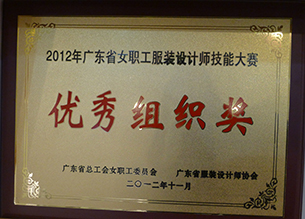 2012年广东省女职工服装设计师技能大赛
优秀组织奖
广东省总工会女职工委员会 广东省服装设计师协会
二〇一二年十一月